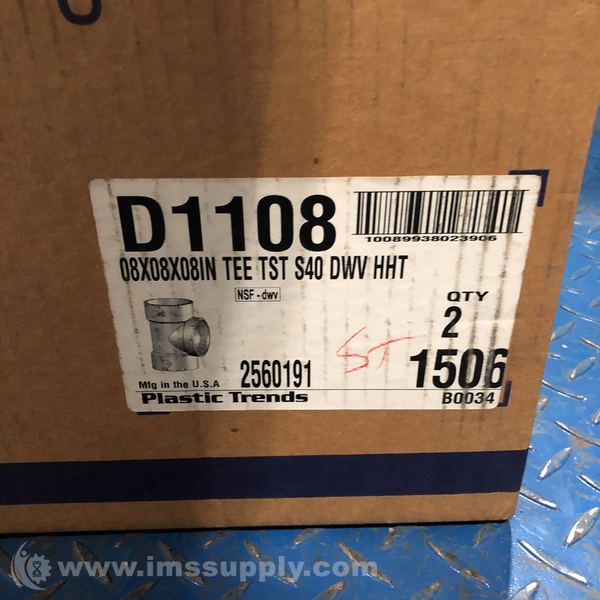 D1108
10089938023906
08X08X08IN TEE TST S40 DWV HHT
NSF - dwv
QTY
2
ST
Mfg in the U.S.A
2560191
1506
Plastic Trends
B0034
www.imssupply.com